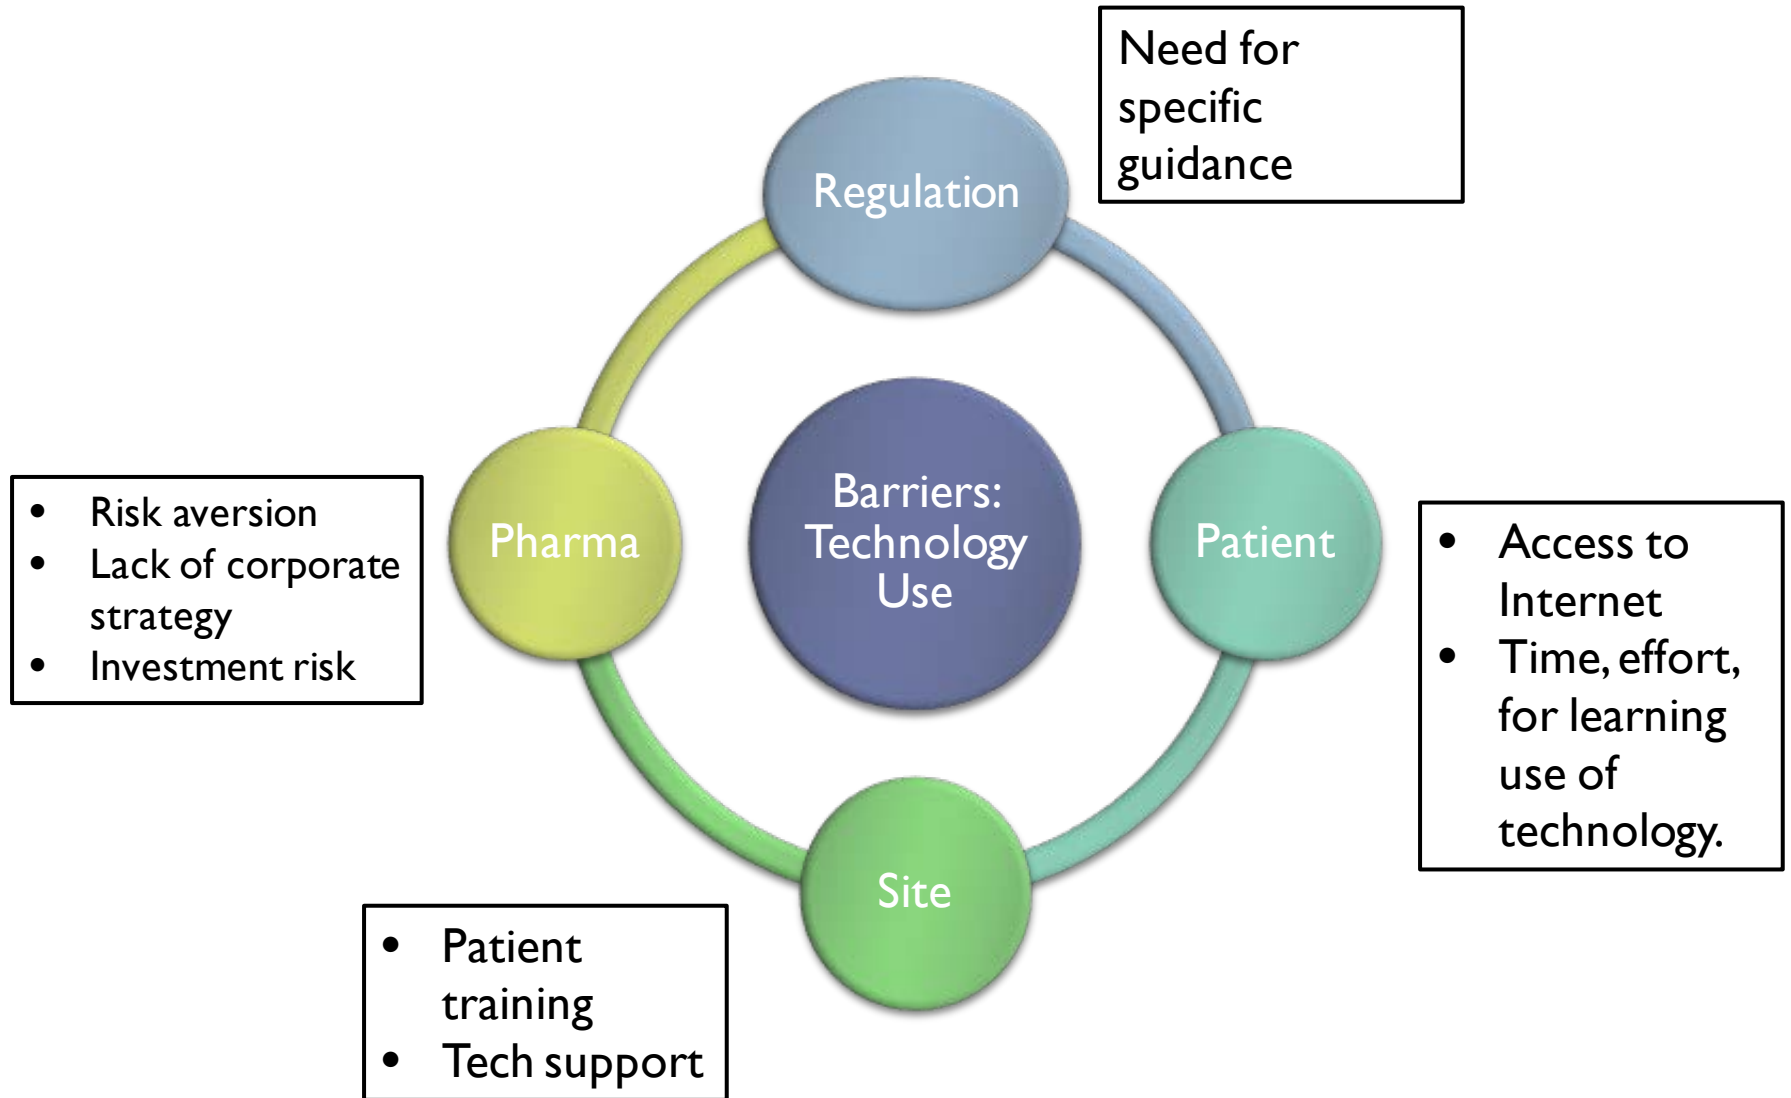 Need for
specific
guidance
Regulation
Barriers:
Technology
Use
Pharma
Patient
• Risk aversion
• Lack of corporate
strategy
• Investment risk
• Access to
Internet
• Time, effort,
for learning
use of
technology.
Site
• Patient
training
• Tech support